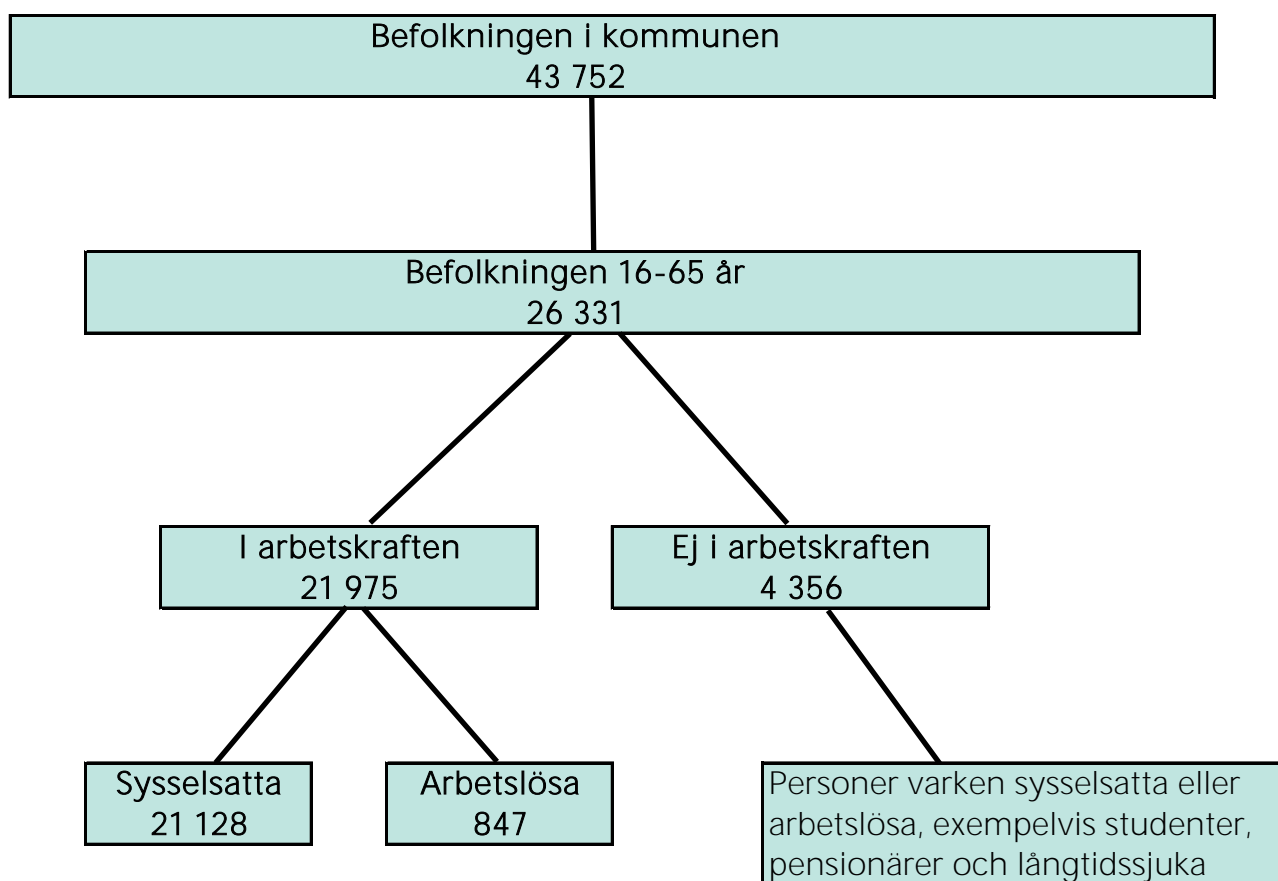 Befolkningen i kommunen
43 752
Befolkningen 16-65 år
26 331
I arbetskraften
21 975
Ej i arbetskraften
4 356
Sysselsatta
21 128
Arbetslösa
847
Personer varken sysselsatta eller
arbetslösa, exempelvis studenter,
pensionärer och långtidssjuka